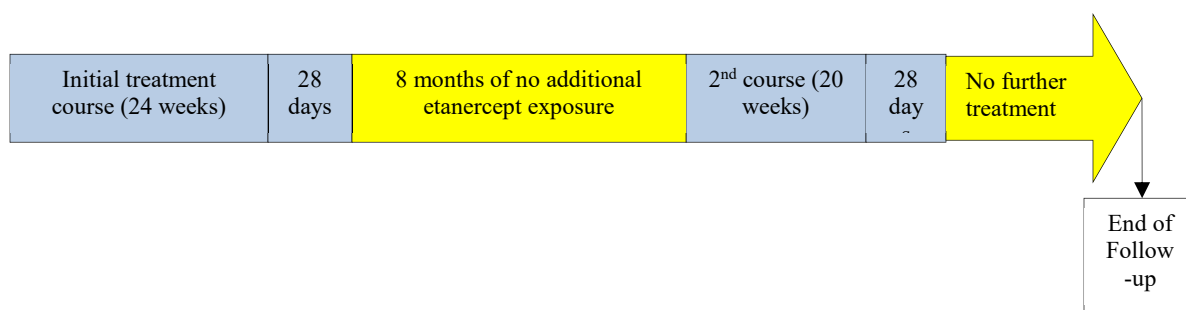 Initial treatment
course (24 weeks)
28
days
8 months of no additional
etanercept exposure
2nd course (20
weeks)
28
day
No further
treatment
End of
Follow
-up